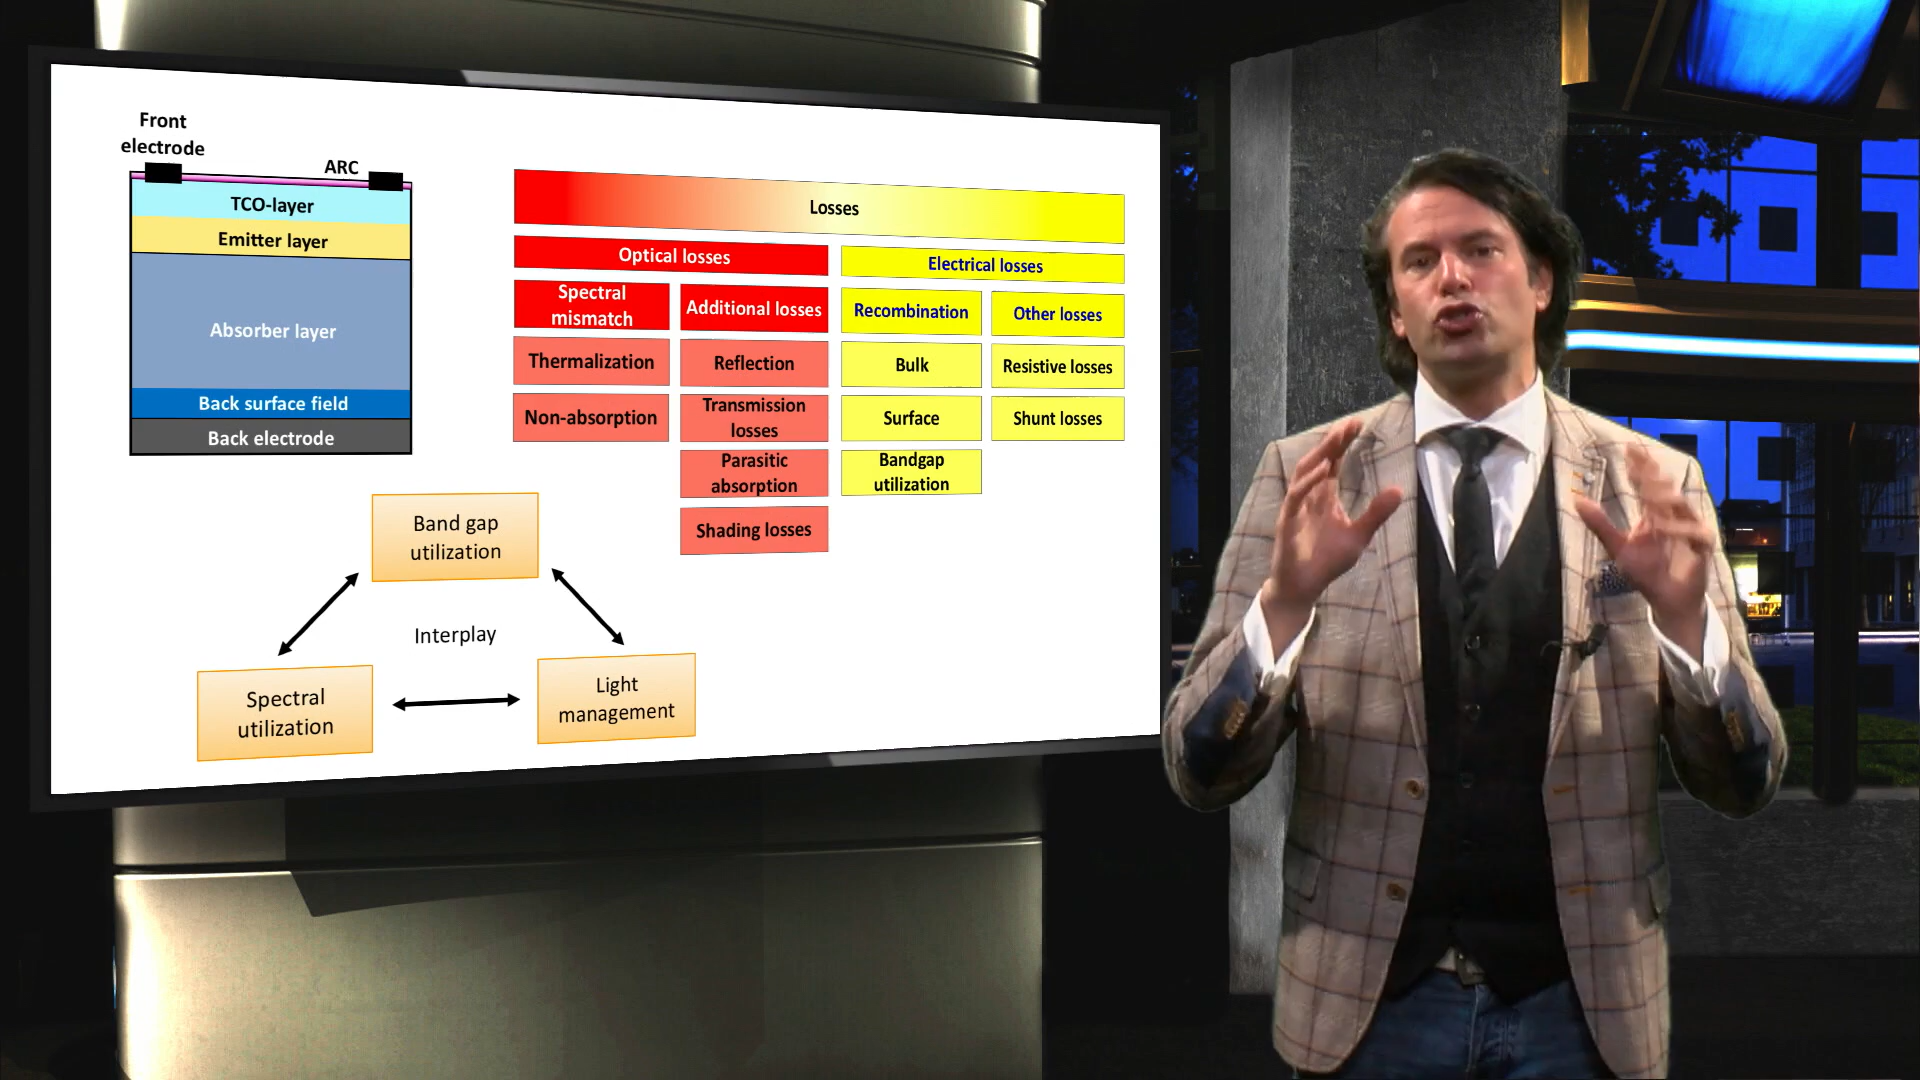 Front
electrode
ARC
TCO-layer
Emitter layer
Absorber layer
Back surface field
Back electrode
Losses
Optical losses
Electrical losses
Spectral
mismatch
Additional losses
Recombination
Other losses
Thermalization
Reflection
Bulk
Resistive losses
Non-absorption
Transmission
losses
Surface
Shunt losses
Parasitic
absorption
Bandgap
utilization
Shading losses
Band gap
utilization
Interplay
Spectral
utilization
Light
management